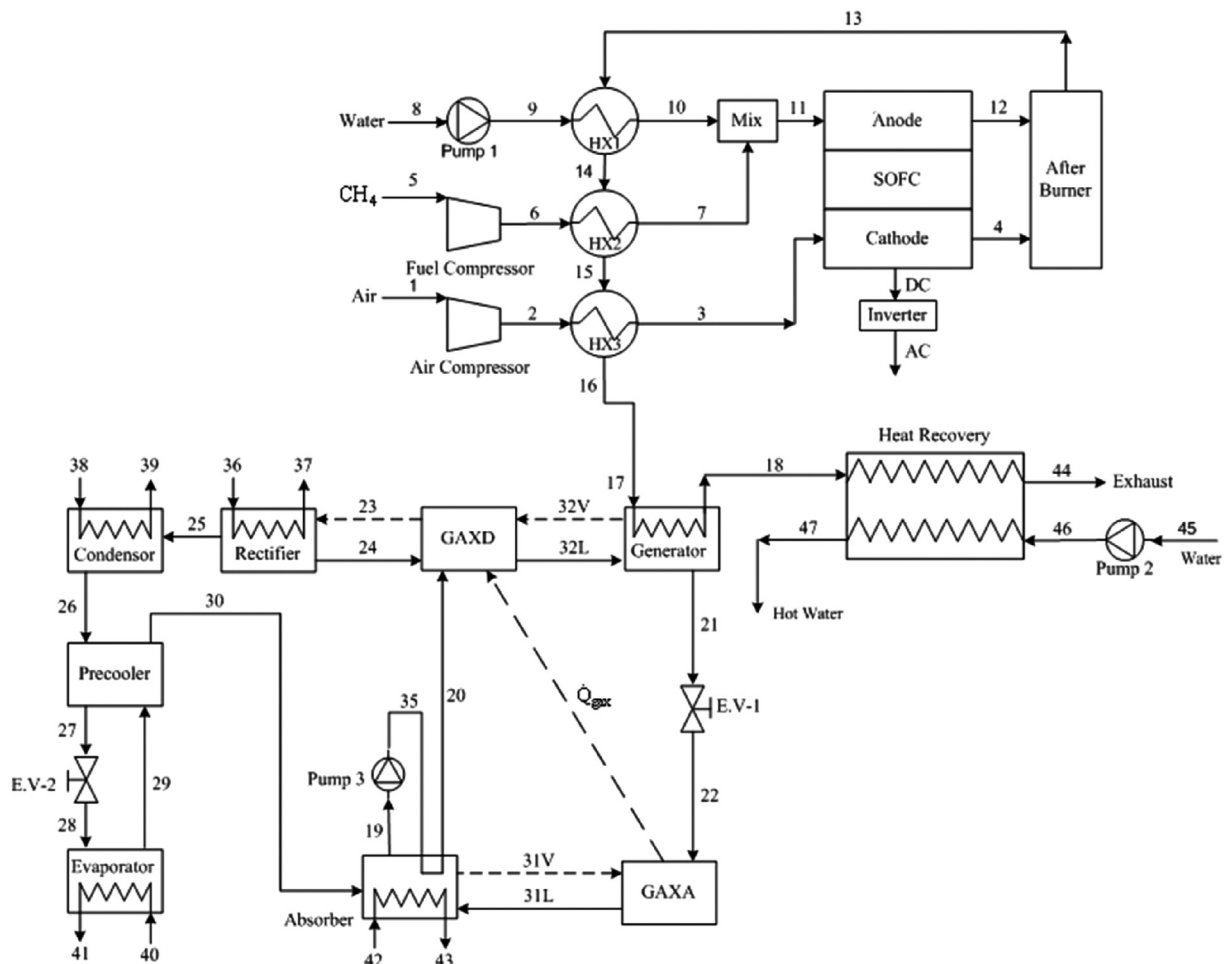 13
8
9
10
11
12
Water
Pump 1
HX1
Mix
Anode
After
Burner
14
SOFC
5
CH4
6
7
HX2
Cathode
4
Fuel Compressor
15
DC
Air
1
2
3
Inverter
HX3
Air Compressor
AC
16
Heat Recovery
38
39
36
37
17
18
44
Exhaust
23
32V
25
GAXD
47
46
45
Condensor
Rectifier
24
32L
Generator
Pump 2
Water
26
30
Hot Water
21
Precooler
Q̇gax
20
35
E.V-1
27
Pump 3
E.V-2
29
22
28
19
Evaporator
31V
GAXA
31L
Absorber
41
40
42
43